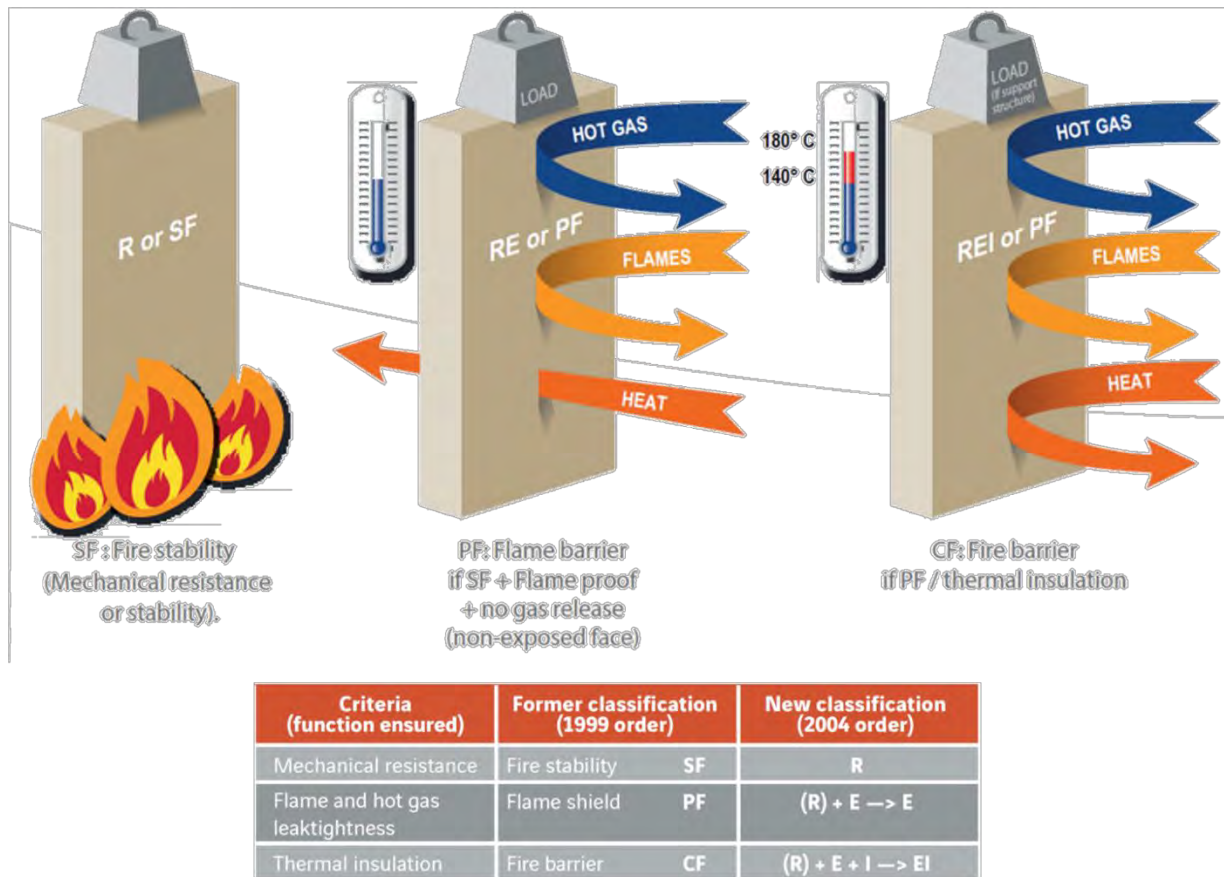 R or SF
SF : Fire stability
(Mechanical resistance
or stability).
LOAD
HOT GAS
RE or PF
FLAMES
HEAT
PF: Flame barrier
if SF + Flame proof
+ no gas release
(non-exposed face)
180° C
140° C
LOAD
(If support
structure)
HOT GAS
REI or PF
FLAMES
HEAT
CF: Fire barrier
if PF / thermal insulation
Criteria Former classification New classification
(function ensured) (1999 order) (2004 order)
Mechanical resistance Fire stability SF R
Flame and hot gas Flame shield PF (R) + E —> E
leaktightness
Thermal insulation Fire barrier CF (R) + E + I —> EI